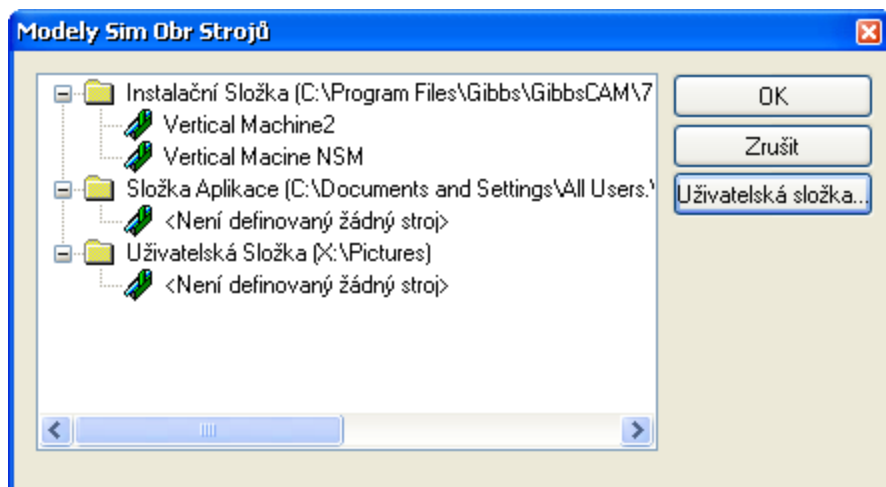 Modely Sim Obr Strojů
Instalační Složka (C:\Program Files\Gibbs\GibbsCAM\7
Vertical Machine2
Vertical Macine NSM
Složka Aplikace (C:\Documents and Settings\All Users.
<Není definovaný žádný stroj>
Uživatelská Složka (X:\Pictures)
<Není definovaný žádný stroj>
OK
Zrušit
Uživatelská složka...